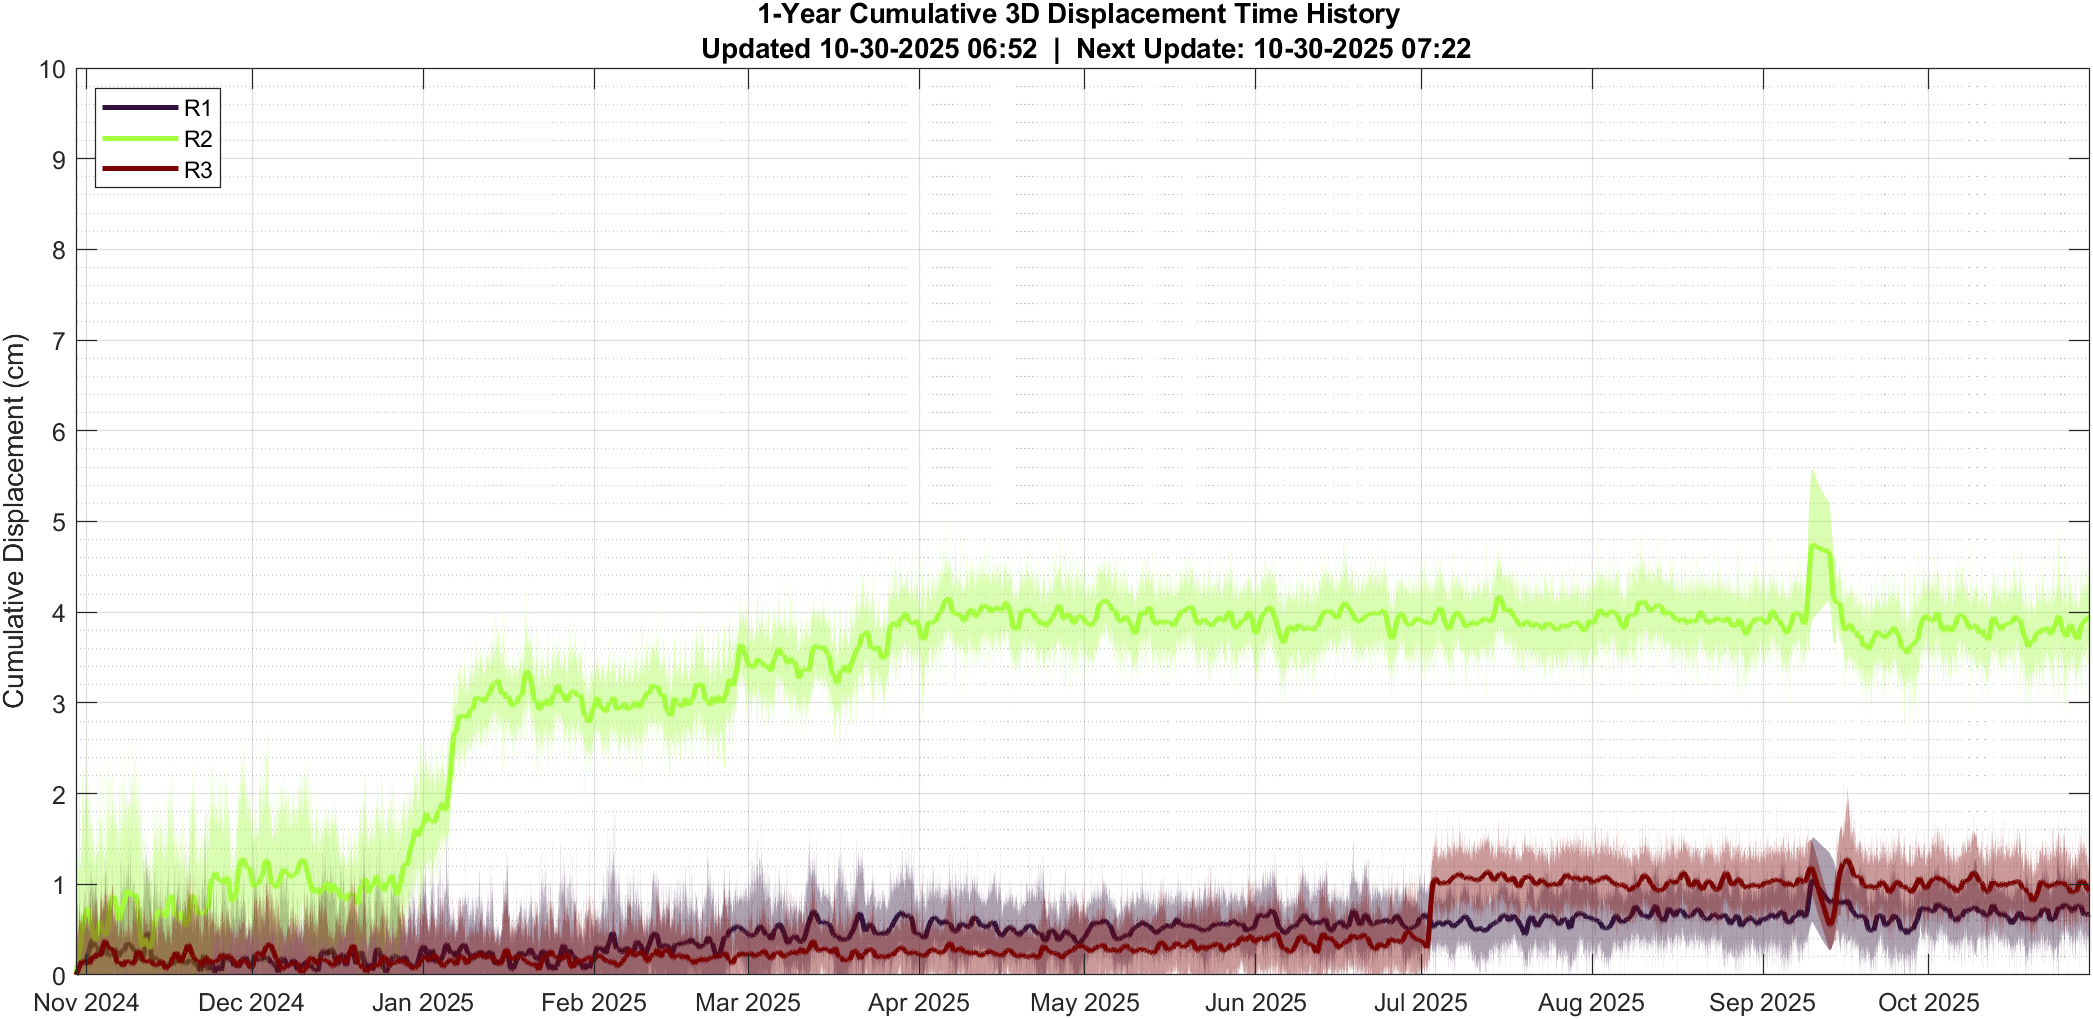 1-Year Cumulative 3D Displacement Time History
Updated 10-30-2025 06:52 | Next Update: 10-30-2025 07:22
R1
R2
R3
Cumulative Displacement (cm)
10
9
8
7
6
5
4
3
2
1
0
Nov 2024 Dec 2024 Jan 2025 Feb 2025 Mar 2025 Apr 2025 May 2025 Jun 2025 Jul 2025 Aug 2025 Sep 2025 Oct 2025